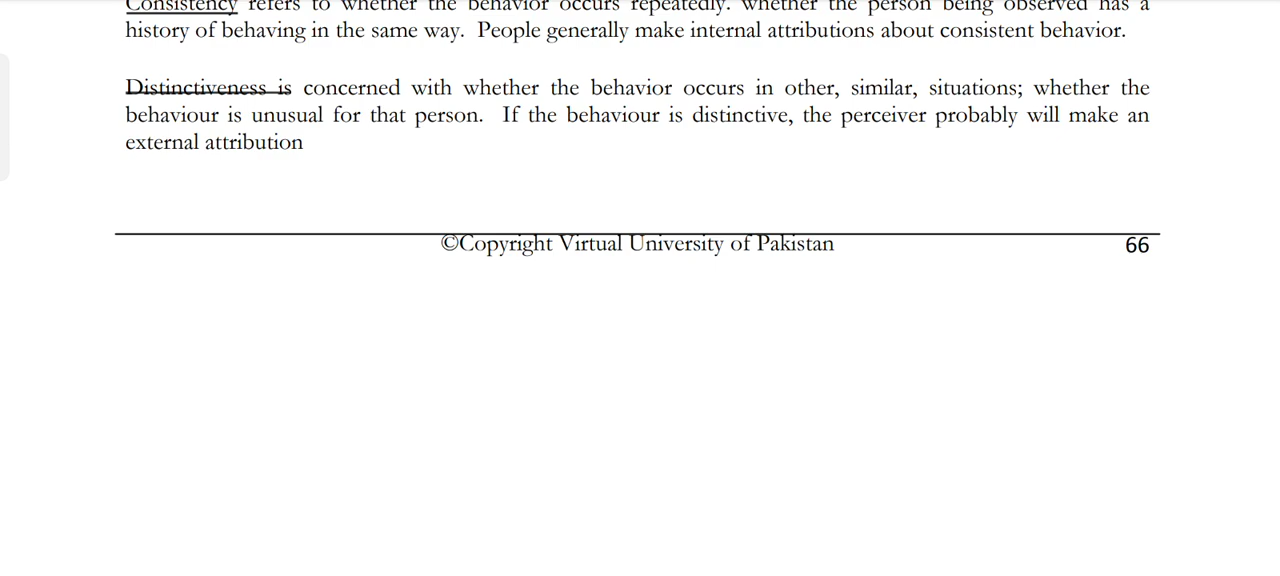 Consistency refers to whether the behavior occurs repeatedly. whether the person being observed has a
history of behaving in the same way. People generally make internal attributions about consistent behavior.
Distinctiveness is concerned with whether the behavior occurs in other, similar, situations; whether the
behaviour is unusual for that person. If the behaviour is distinctive, the perceiver probably will make an
external attribution
©Copyright Virtual University of Pakistan 66